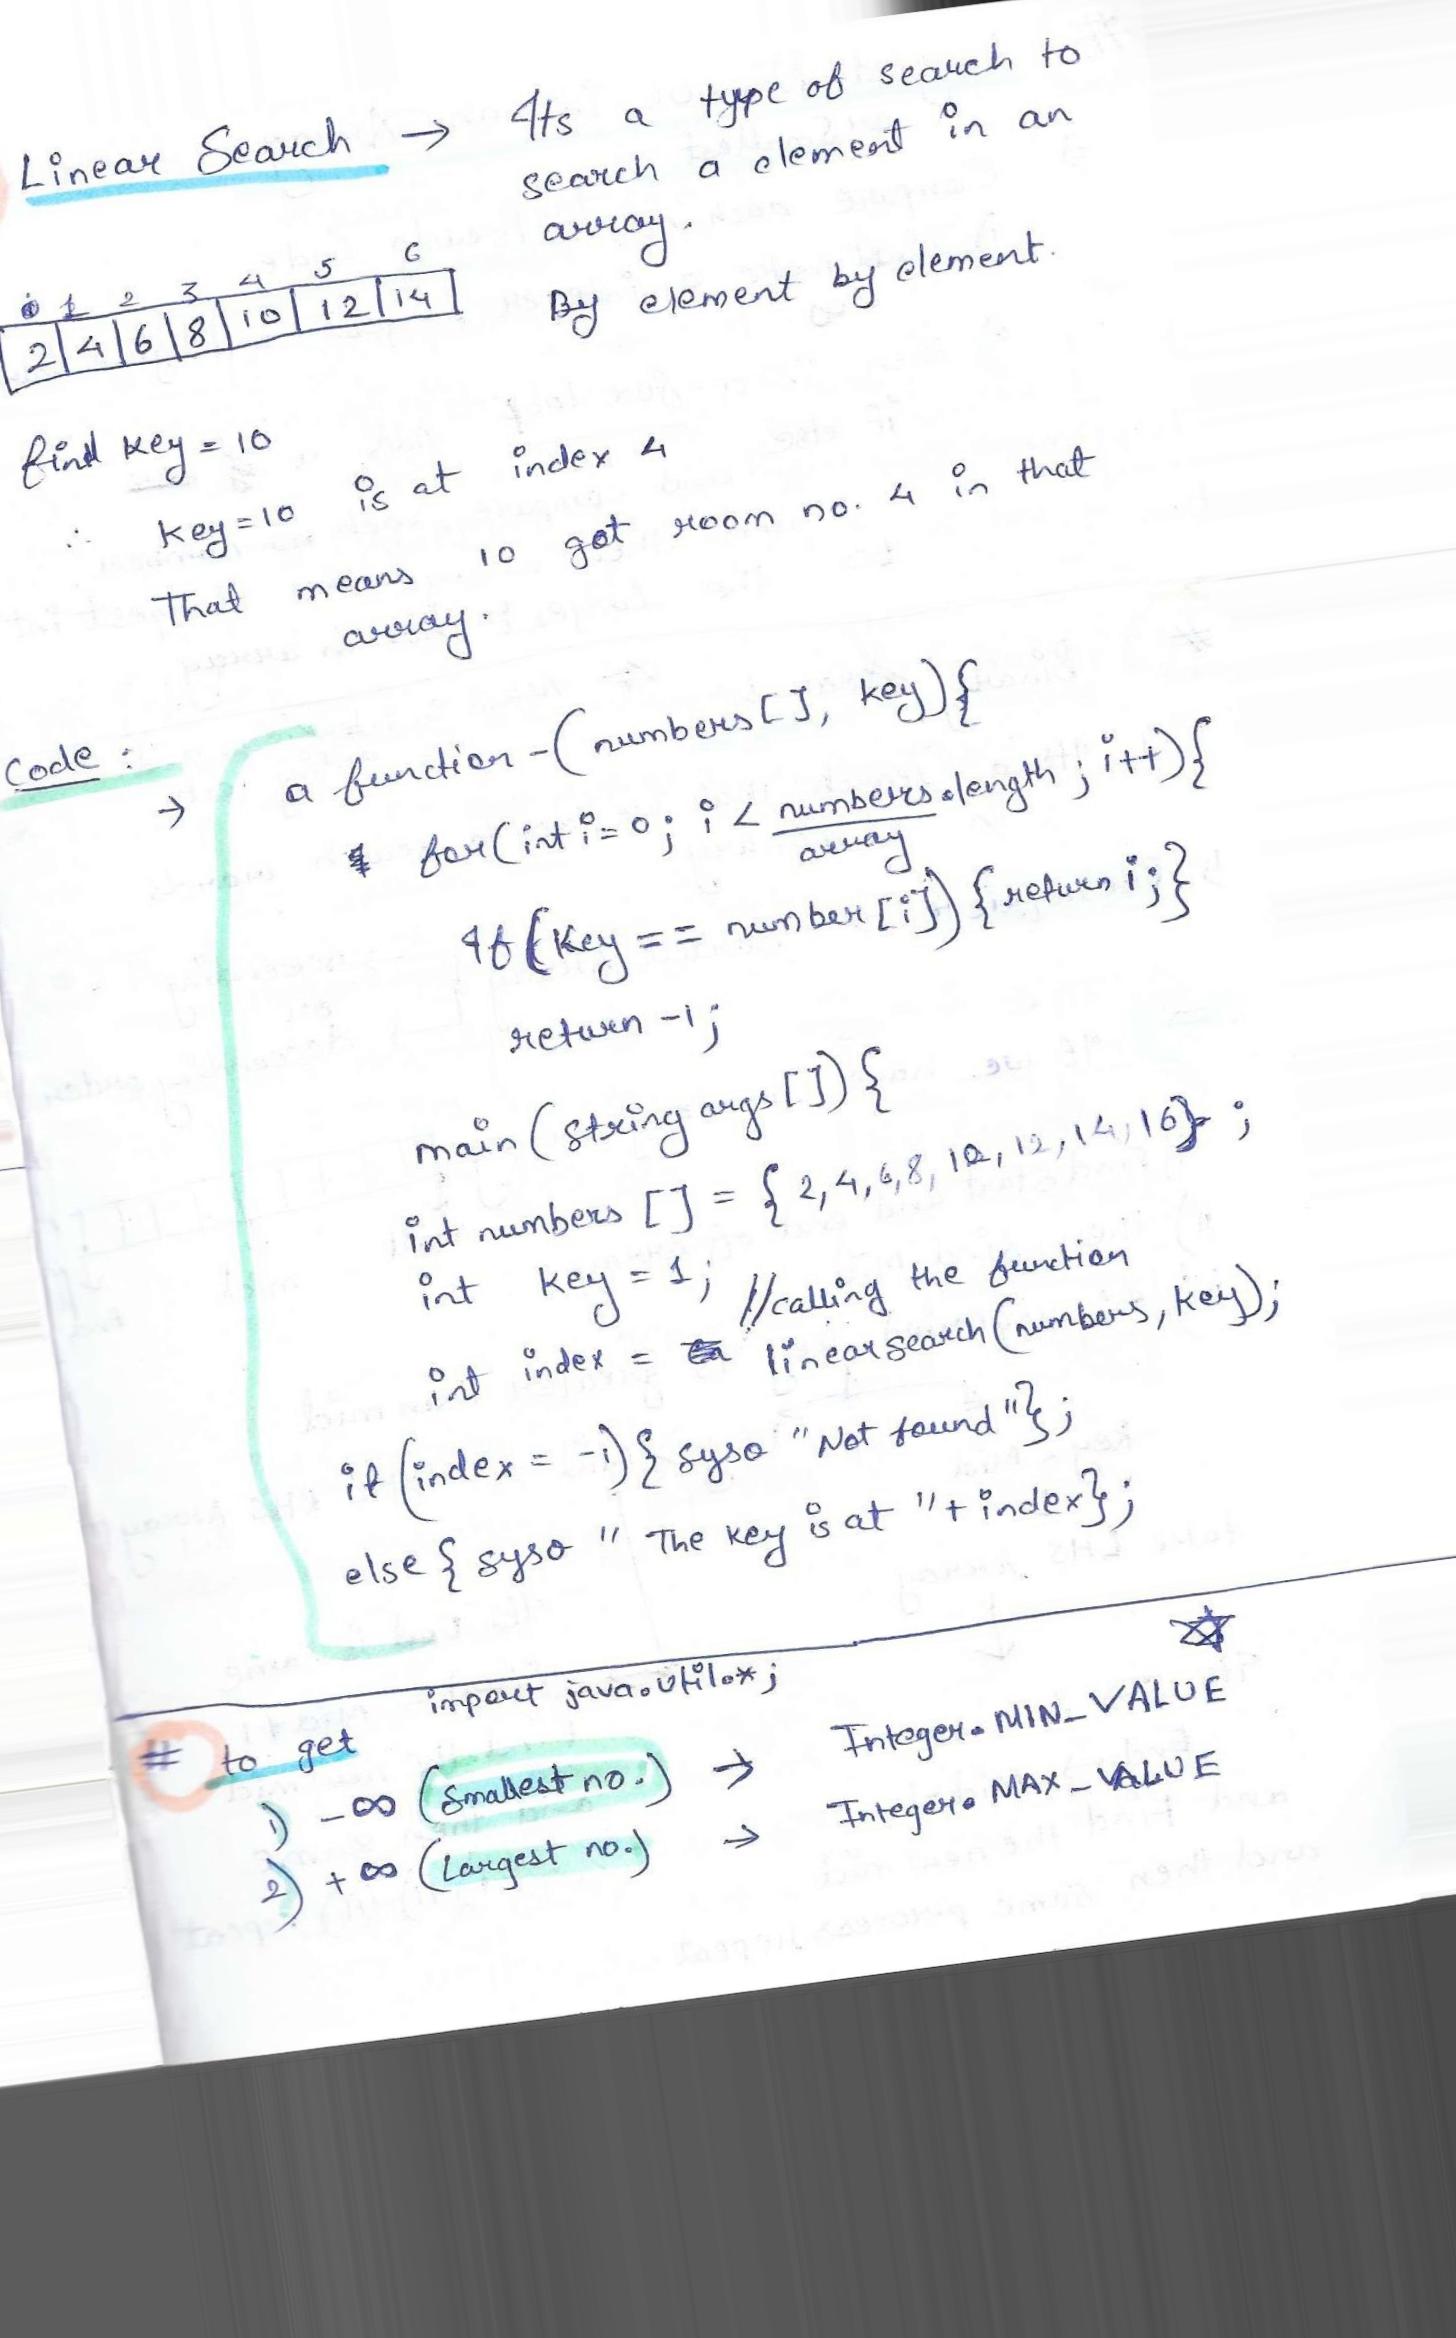 Linear Search → Its a type of search to
search a element in an
array.
By element by element.
0 1 2 3 4 5 6
2 4 6 8 10 12 14
find key = 10
∴ key = 10 is at index 4
That means 10 got room no. 4 in that
array.
Code :
→ a function - (numbers [], key) {
for (int i = 0; i < numbers.length; i++) {
array
If (Key == number [i]) { return i; }
return -1;
main (string args []) {
int numbers [] = { 2, 4, 6, 8, 10, 12, 14, 16} ;
int key = 1; //calling the function
int index = linearsearch (numbers, key);
if (index = -1) { syso "Not found"};
else { syso " The key is at "+ index};
import java.util.*;
# to get
1) -∞ (Smallest no.) → Integer.MIN_VALUE
2) +∞ (Largest no.) → Integer.MAX_VALUE